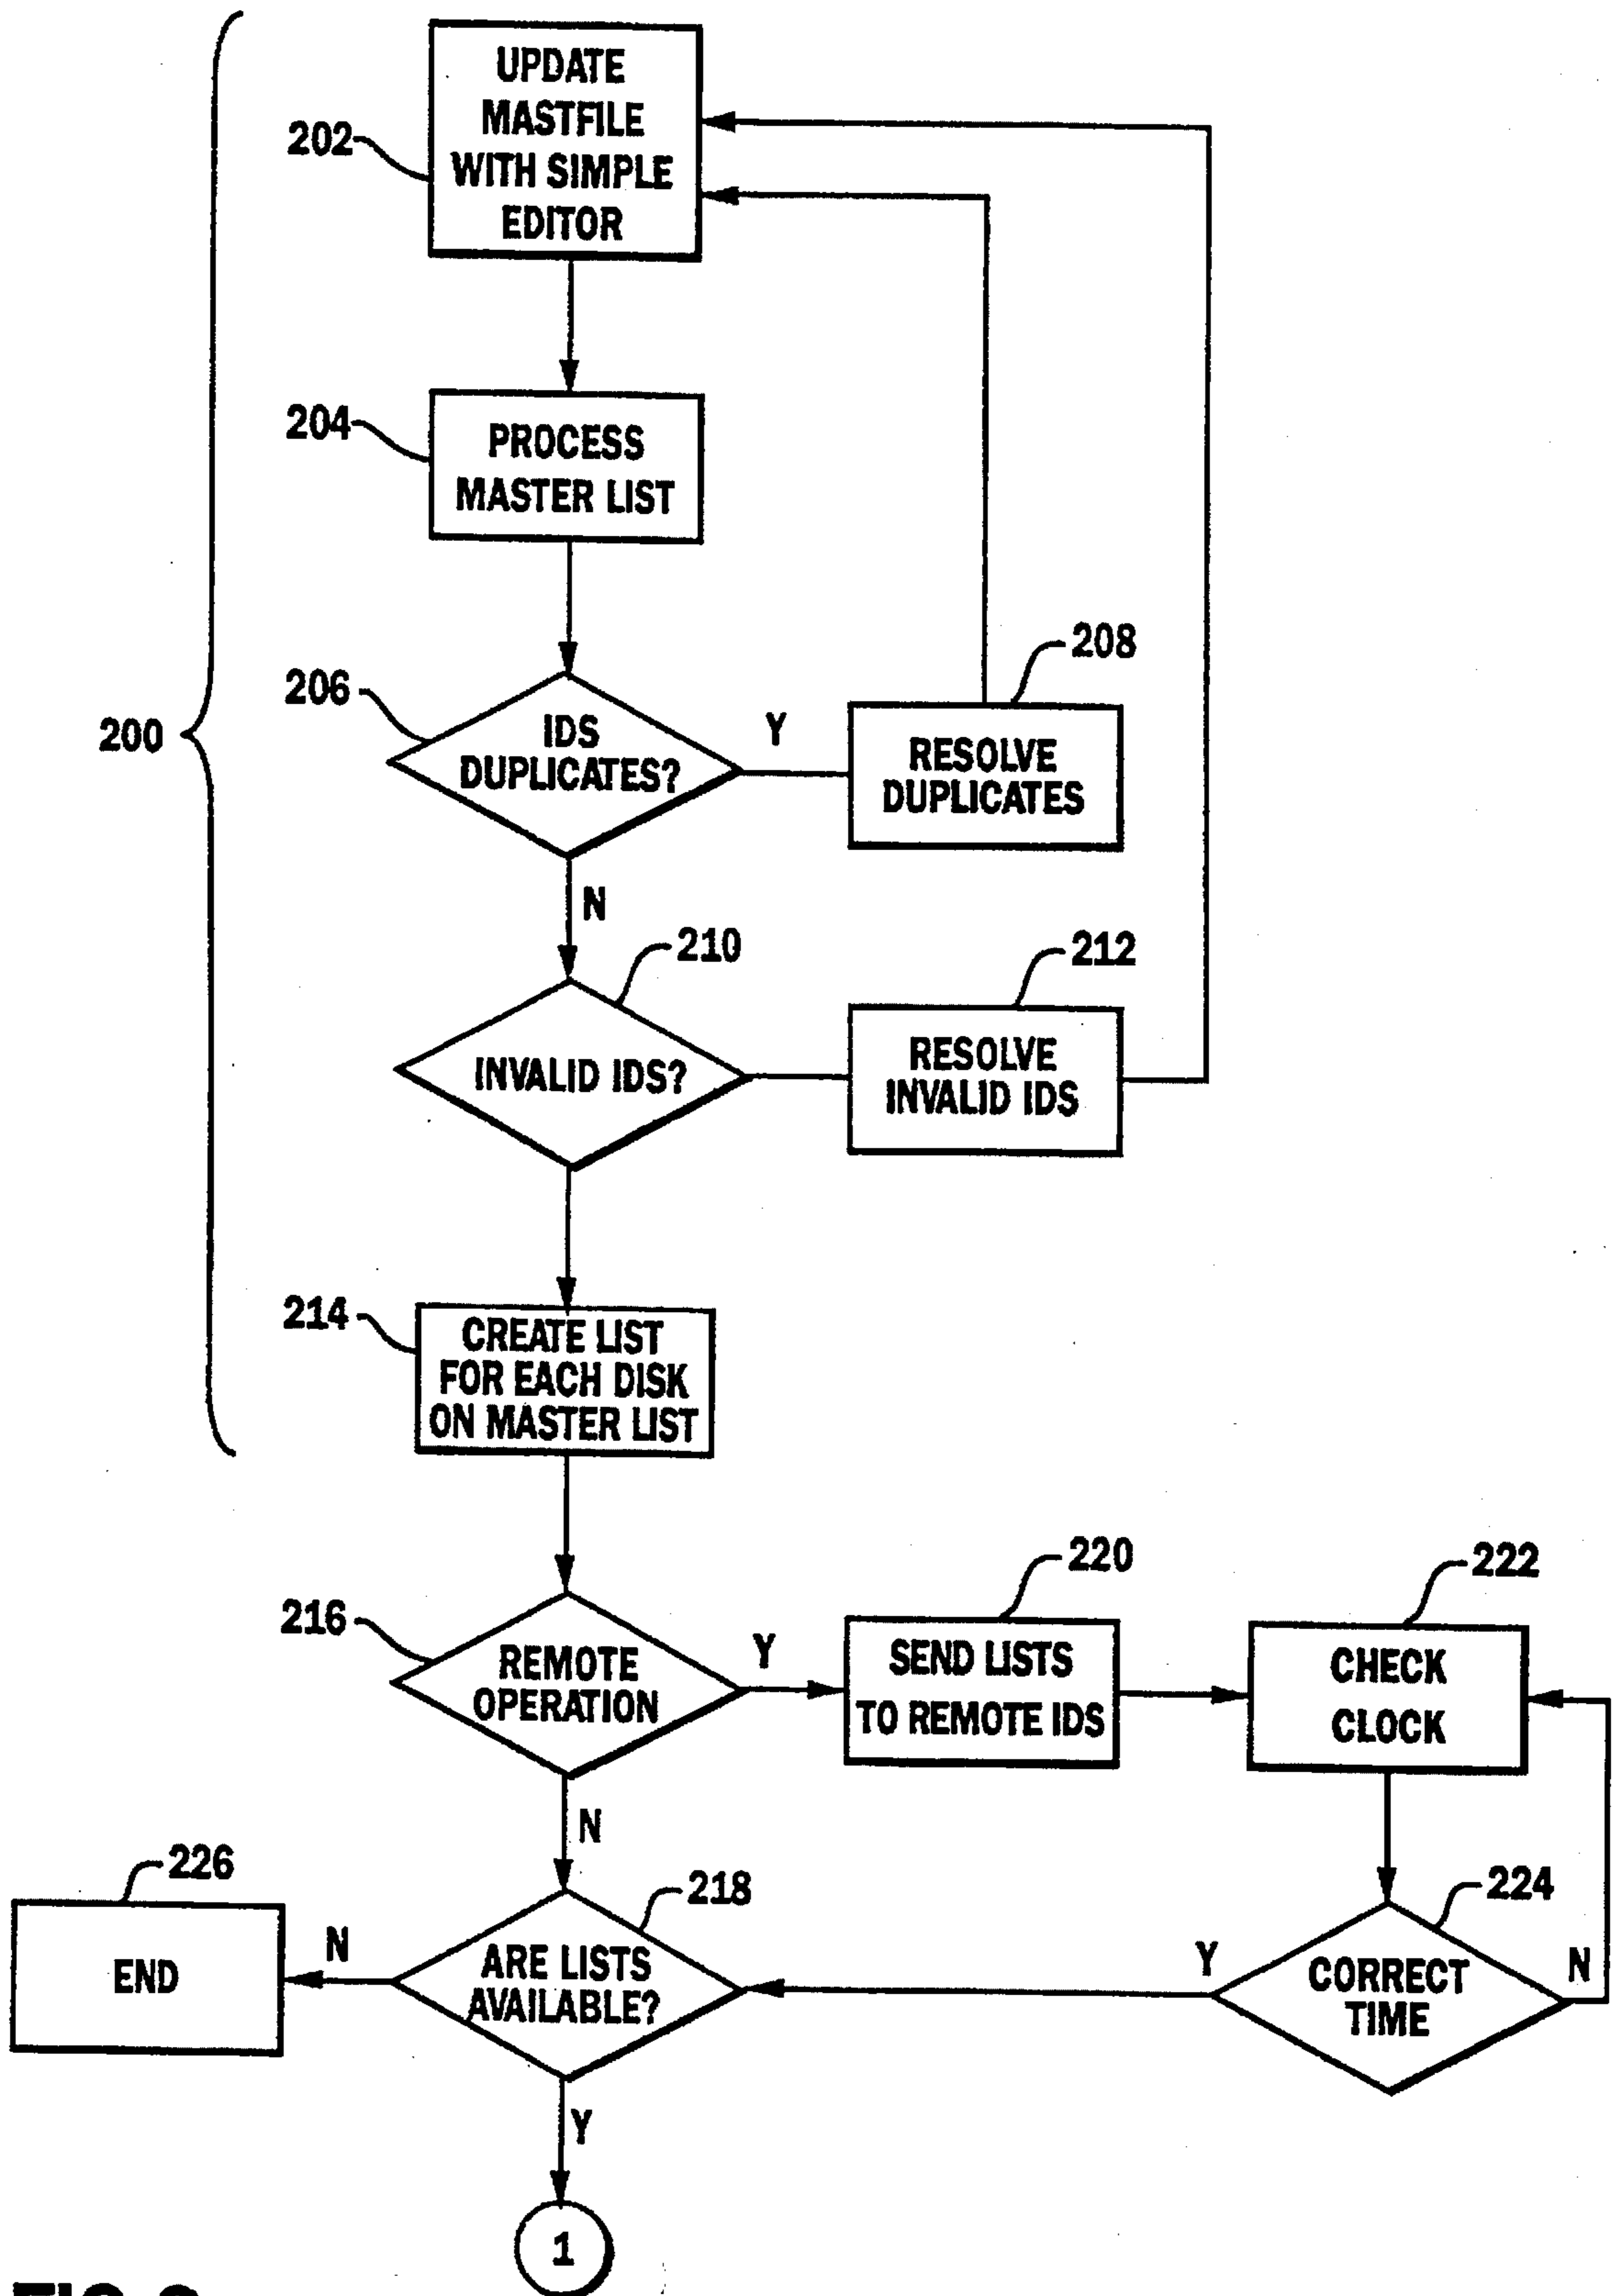 UPDATE
MASTFILE
WITH SIMPLE
EDITOR
202
204
PROCESS
MASTER LIST
208
206
IDS
DUPLICATES?
Y
RESOLVE
DUPLICATES
200
N
210
212
INVALID IDS?
RESOLVE
INVALID IDS
214
CREATE LIST
FOR EACH DISK
ON MASTER LIST
220
222
216
REMOTE
OPERATION
Y
SEND LISTS
TO REMOTE IDS
CHECK
CLOCK
N
226
218
224
END
N
ARE LISTS
AVAILABLE?
Y
CORRECT
TIME
N
Y
1